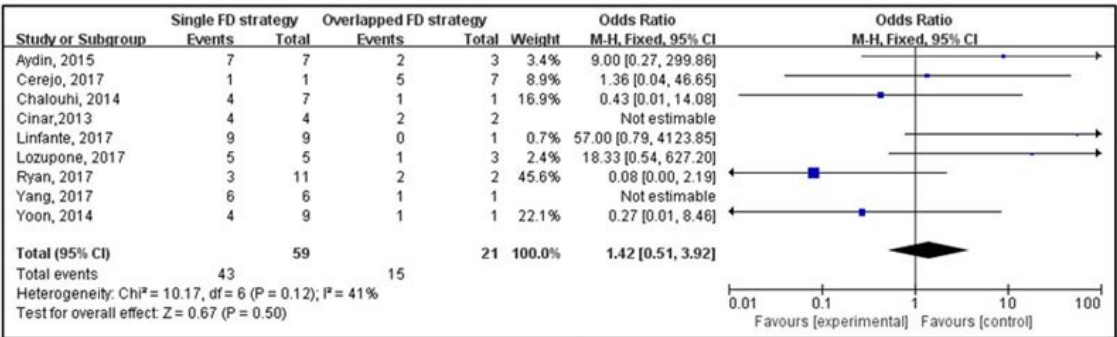 Single FD strategy Overlapped FD strategy Odds Ratio Odds Ratio
Study or Subgroup Events Total Events Total Weight M-H, Fixed, 95% CI M-H, Fixed, 95% CI
Aydin, 2015 7 7 2 3 3.4% 9.00 [0.27, 299.86]
Cerejo, 2017 1 1 5 7 8.9% 1.36 [0.04, 46.65]
Chalouhi, 2014 4 7 1 1 16.9% 0.43 [0.01, 14.08]
Cinar,2013 4 4 2 2 Not estimable
Linfante, 2017 9 9 0 1 0.7% 57.00 [0.79, 4123.85]
Lozupone, 2017 5 5 1 3 2.4% 18.33 [0.54, 627.20]
Ryan, 2017 3 11 2 2 45.6% 0.08 [0.00, 2.19]
Yang, 2017 6 6 1 1 Not estimable
Yoon, 2014 4 9 1 1 22.1% 0.27 [0.01, 8.46]
Total (95% CI) 59 21 100.0% 1.42 [0.51, 3.92]
Total events 43 15
Heterogeneity: Chi² = 10.17, df = 6 (P = 0.12); I² = 41%
Test for overall effect: Z = 0.67 (P = 0.50)
0.01 0.1 1 10 100
Favours [experimental] Favours [control]